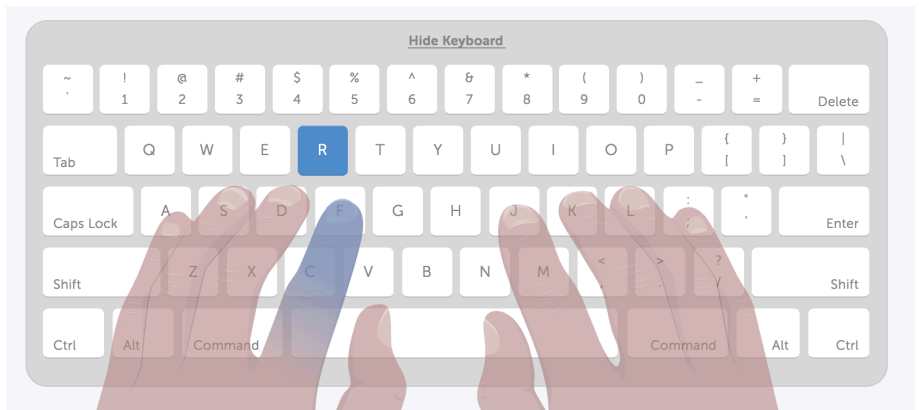 Hide Keyboard
~ ! @ # $ % ^ & * ( ) _ +
` 1 2 3 4 5 6 7 8 9 0 - = Delete
Tab Q W E R T Y U I O P { [ } ] | \
Caps Lock A S D F G H J K L : ; " ' Enter
Shift Z X C V B N M < , > . ? / Shift
Ctrl Alt Command Command Alt Ctrl